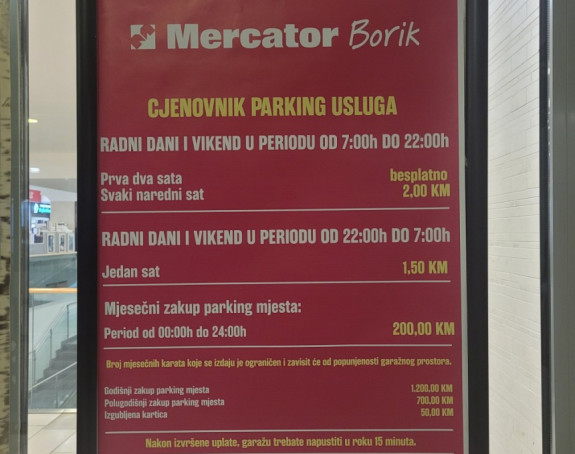 Mercator Borik
CJENOVNIK PARKING USLUGA
RADNI DANI I VIKEND U PERIODU OD 7:00h DO 22:00h
Prva dva sata besplatno
Svaki naredni sat 2,00 KM
RADNI DANI I VIKEND U PERIODU OD 22:00h DO 7:00h
Jedan sat 1,50 KM
Mjesečni zakup parking mjesta:
Period od 00:00h do 24:00h 200,00 KM
Broj mjesečnih karata koje se izdaju je ograničen i zavisit će od popunjenosti garažnog prostora.
Godišnji zakup parking mjesta 1.200.00 KM
Polugodišnji zakup parking mjesta 700.00 KM
Izgubljena kartica 50.00 KM
Nakon izvršene uplate, garažu trebate napustiti u roku 15 minuta.